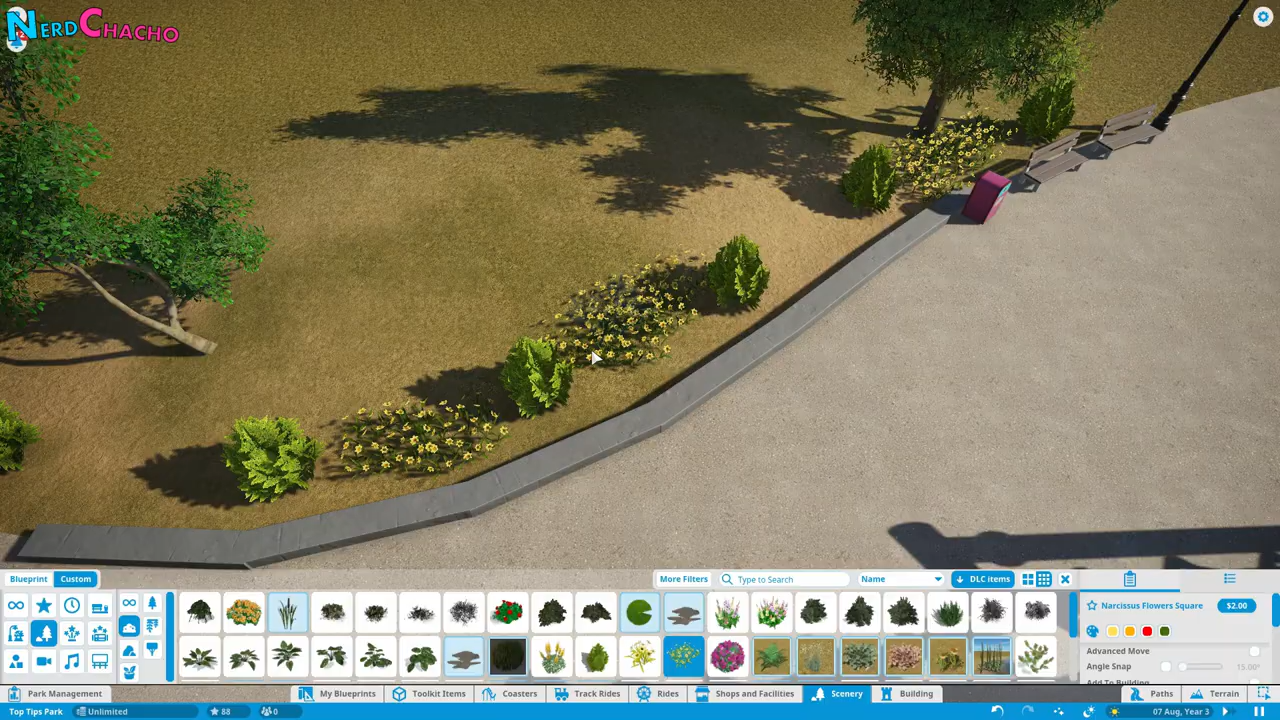 NERDCHACHO
Blueprint Custom More Filters Type to Search Name DLC items
Narcissus Flowers Square $2.00
Advanced Move
Angle Snap 15.00°
Park Management My Blueprints Toolkit Items Coasters Track Rides Rides Shops and Facilities Scenery Building Paths Terrain
Top Tips Park Unlimited 88 0 07 Aug, Year 3